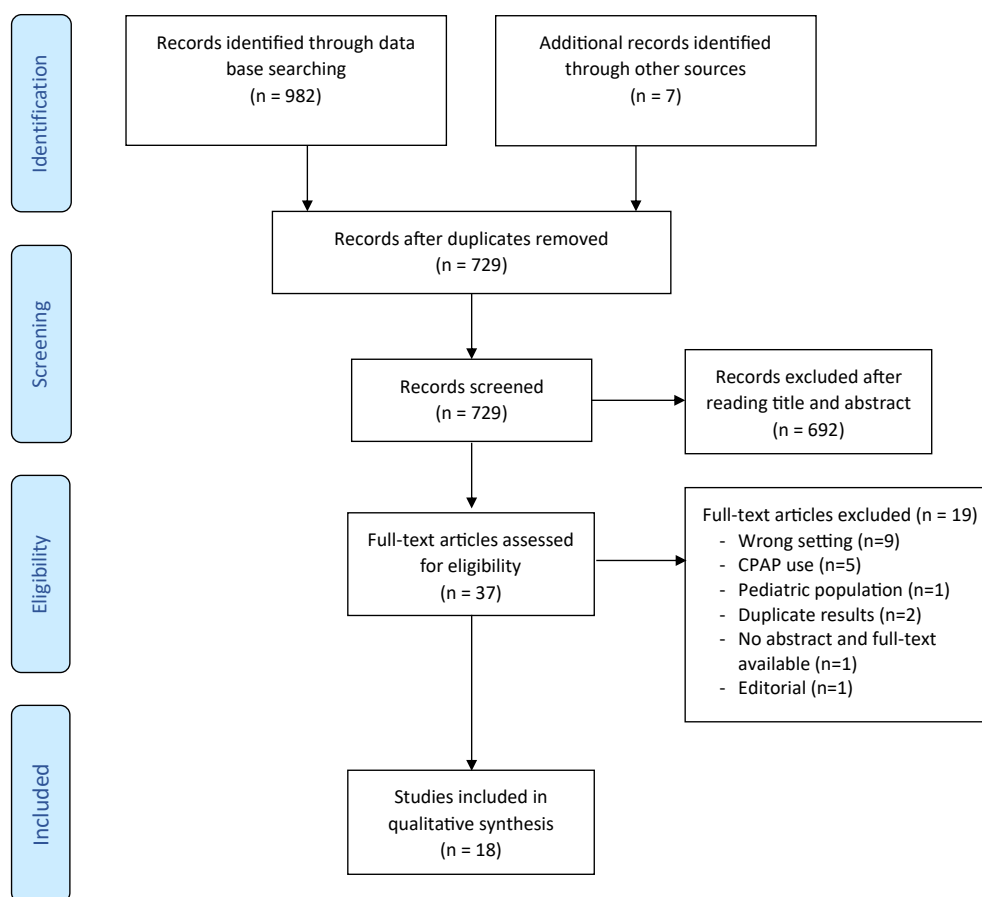 Identification
Records identified through data
base searching
(n = 982)
Additional records identified
through other sources
(n = 7)
Records after duplicates removed
(n = 729)
Screening
Records screened
(n = 729)
Records excluded after
reading title and abstract
(n = 692)
Eligibility
Full-text articles assessed
for eligibility
(n = 37)
Full-text articles excluded (n = 19)
- Wrong setting (n=9)
- CPAP use (n=5)
- Pediatric population (n=1)
- Duplicate results (n=2)
- No abstract and full-text
available (n=1)
- Editorial (n=1)
Included
Studies included in
qualitative synthesis
(n = 18)